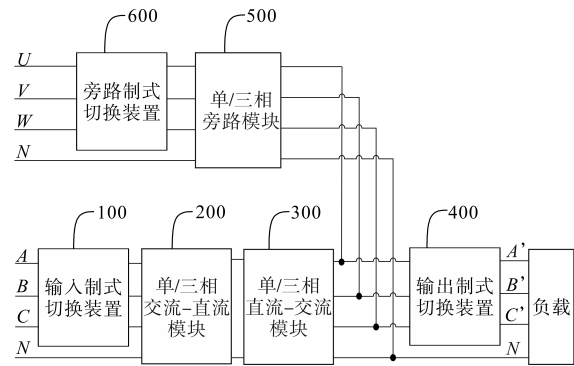 600
500
U
V
W
N
旁路制式
切换装置
单/三相
旁路模块
100
200
300
400
A
B
C
N
输入制式
切换装置
单/三相
交流-直流
模块
单/三相
直流-交流
模块
输出制式
切换装置
A'
B'
C'
N
负载